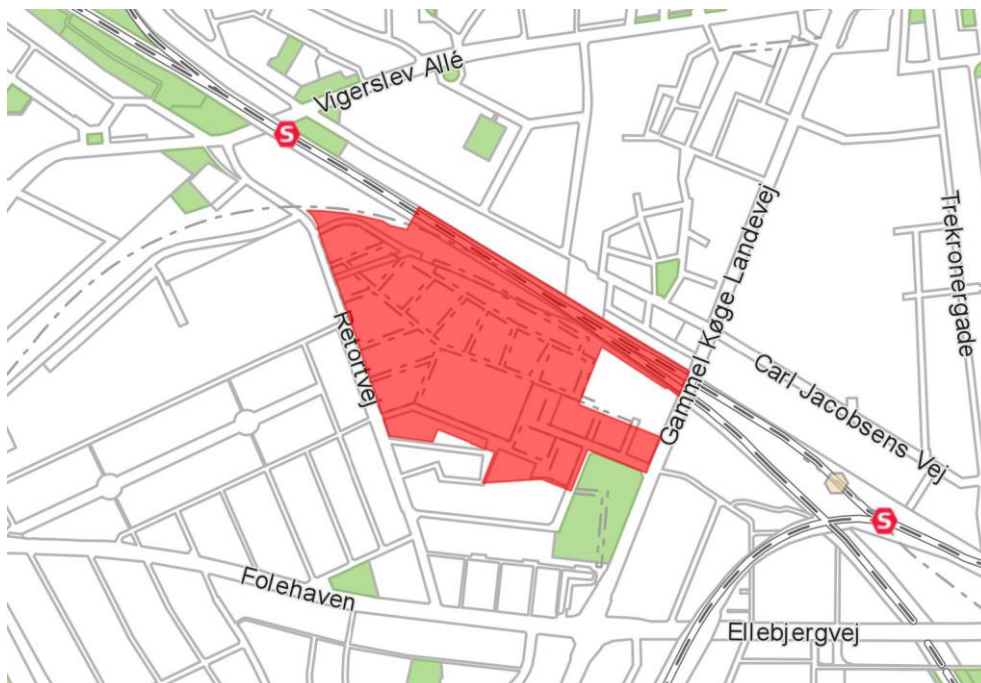 Vigerslev Allé
S
Gammel Køge Landevej
Trekronergade
Retortvej
Carl Jacobsens Vej
S
Folehaven
Ellebjergvej